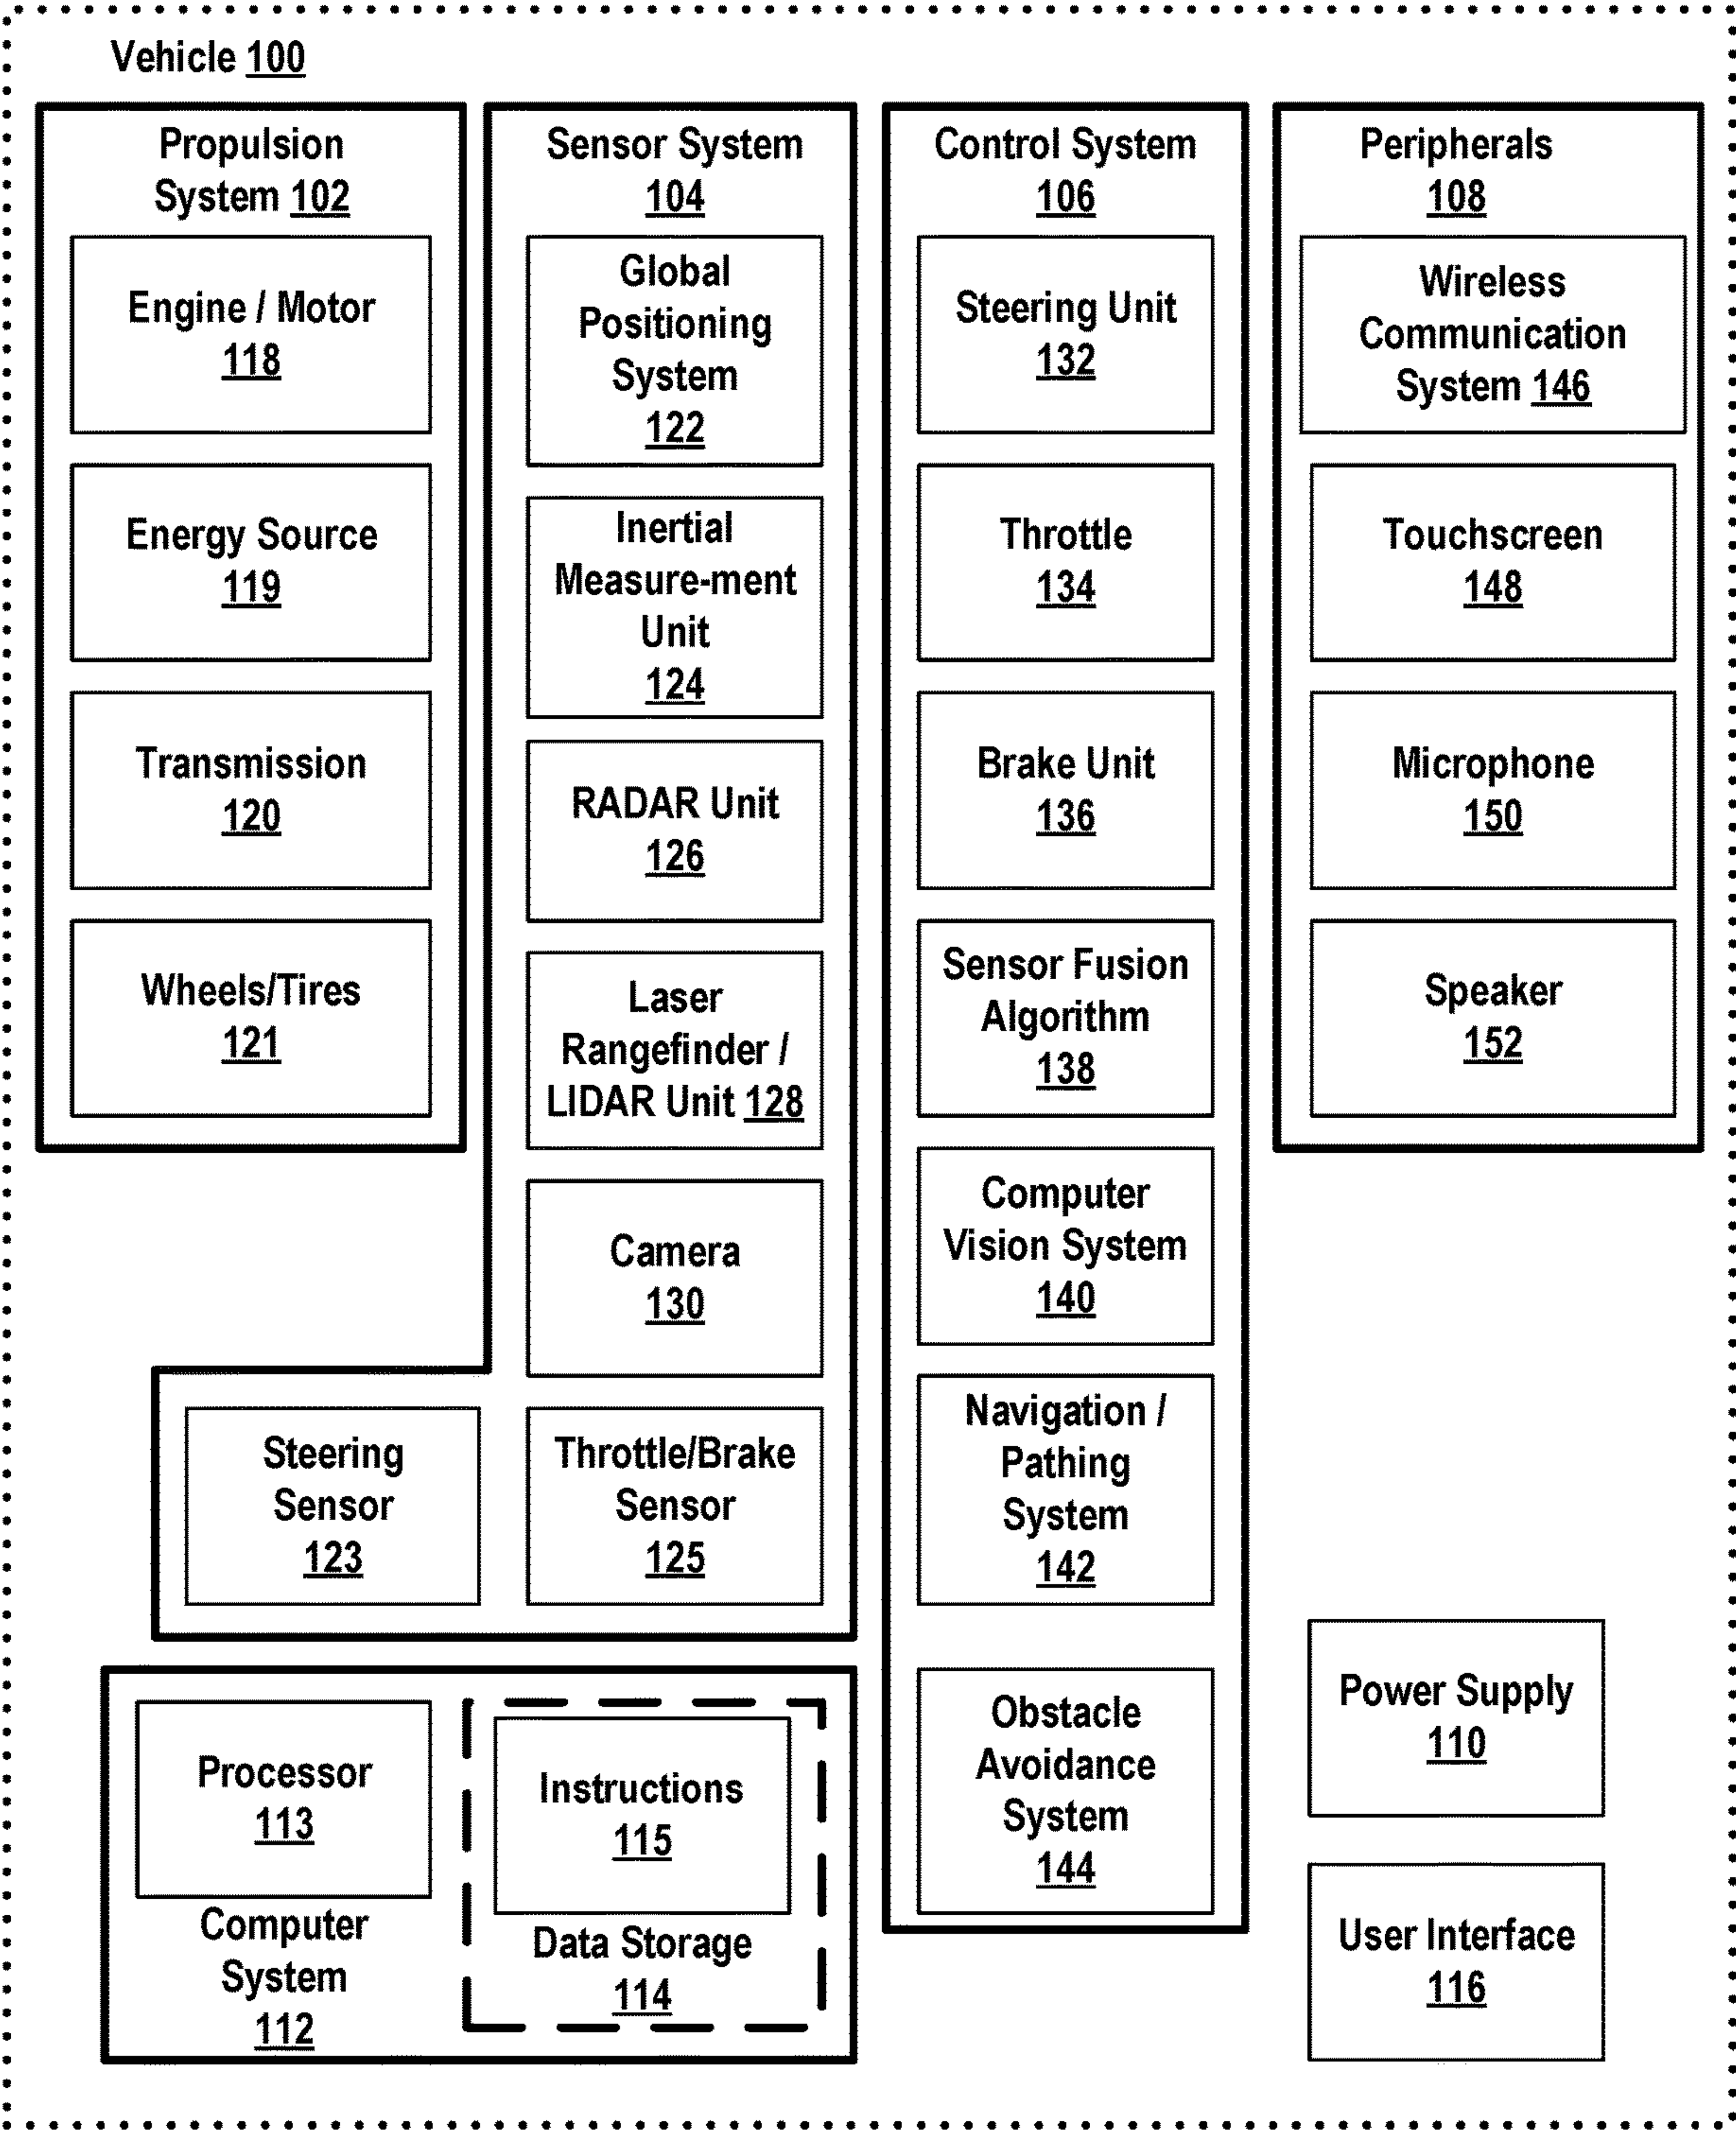 Vehicle 100
Propulsion
System 102
Engine / Motor
118
Energy Source
119
Transmission
120
Wheels/Tires
121
Sensor System
104
Global
Positioning
System
122
Inertial
Measure-ment
Unit
124
RADAR Unit
126
Laser
Rangefinder /
LIDAR Unit 128
Camera
130
Steering
Sensor
123
Throttle/Brake
Sensor
125
Control System
106
Steering Unit
132
Throttle
134
Brake Unit
136
Sensor Fusion
Algorithm
138
Computer
Vision System
140
Navigation /
Pathing
System
142
Obstacle
Avoidance
System
144
Peripherals
108
Wireless
Communication
System 146
Touchscreen
148
Microphone
150
Speaker
152
Processor
113
Computer
System
112
Instructions
115
Data Storage
114
Power Supply
110
User Interface
116